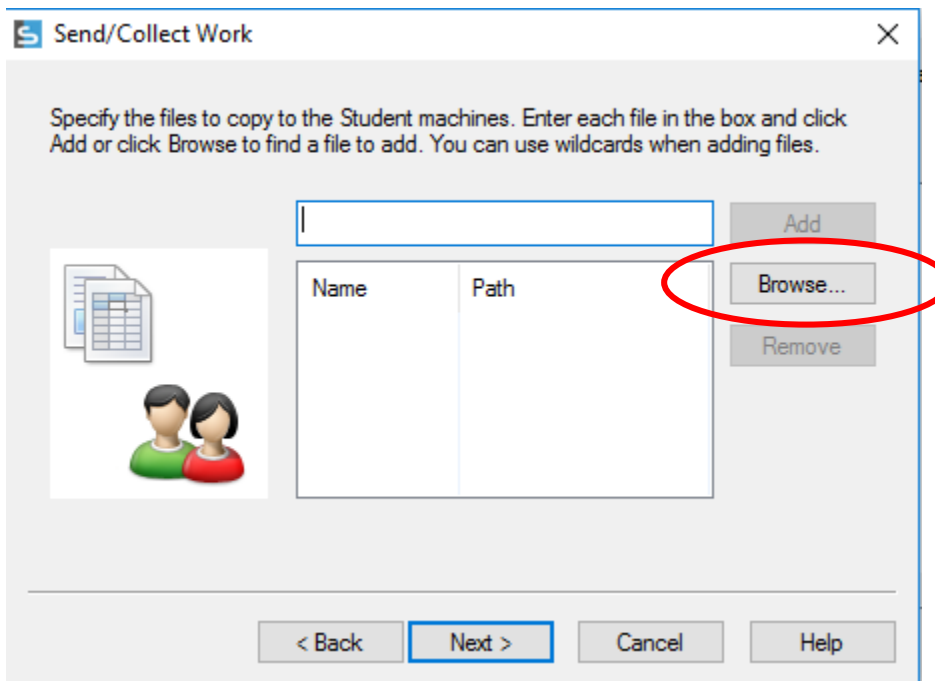 Send/Collect Work
Specify the files to copy to the Student machines. Enter each file in the box and click
Add or click Browse to find a file to add. You can use wildcards when adding files.
Add
Name Path
Browse...
Remove
< Back Next > Cancel Help